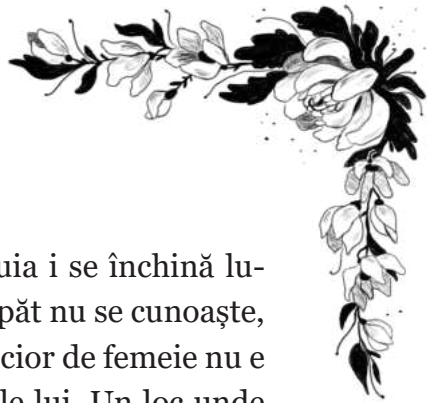 uia i se închină lu-
păt nu se cunoaște,
cior de femeie nu e
le lui. Un loc unde